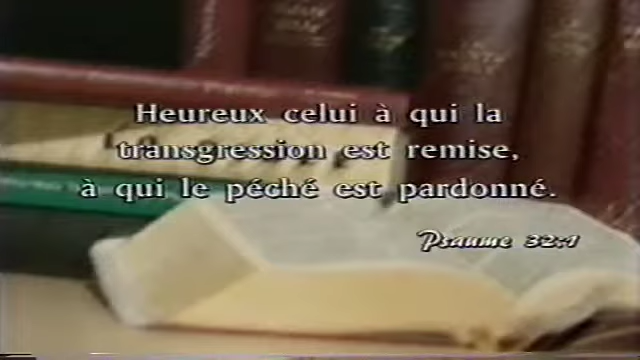 Heureux celui à qui la
transgression est remise,
à qui le péché est pardonné.
Psaume 32:1